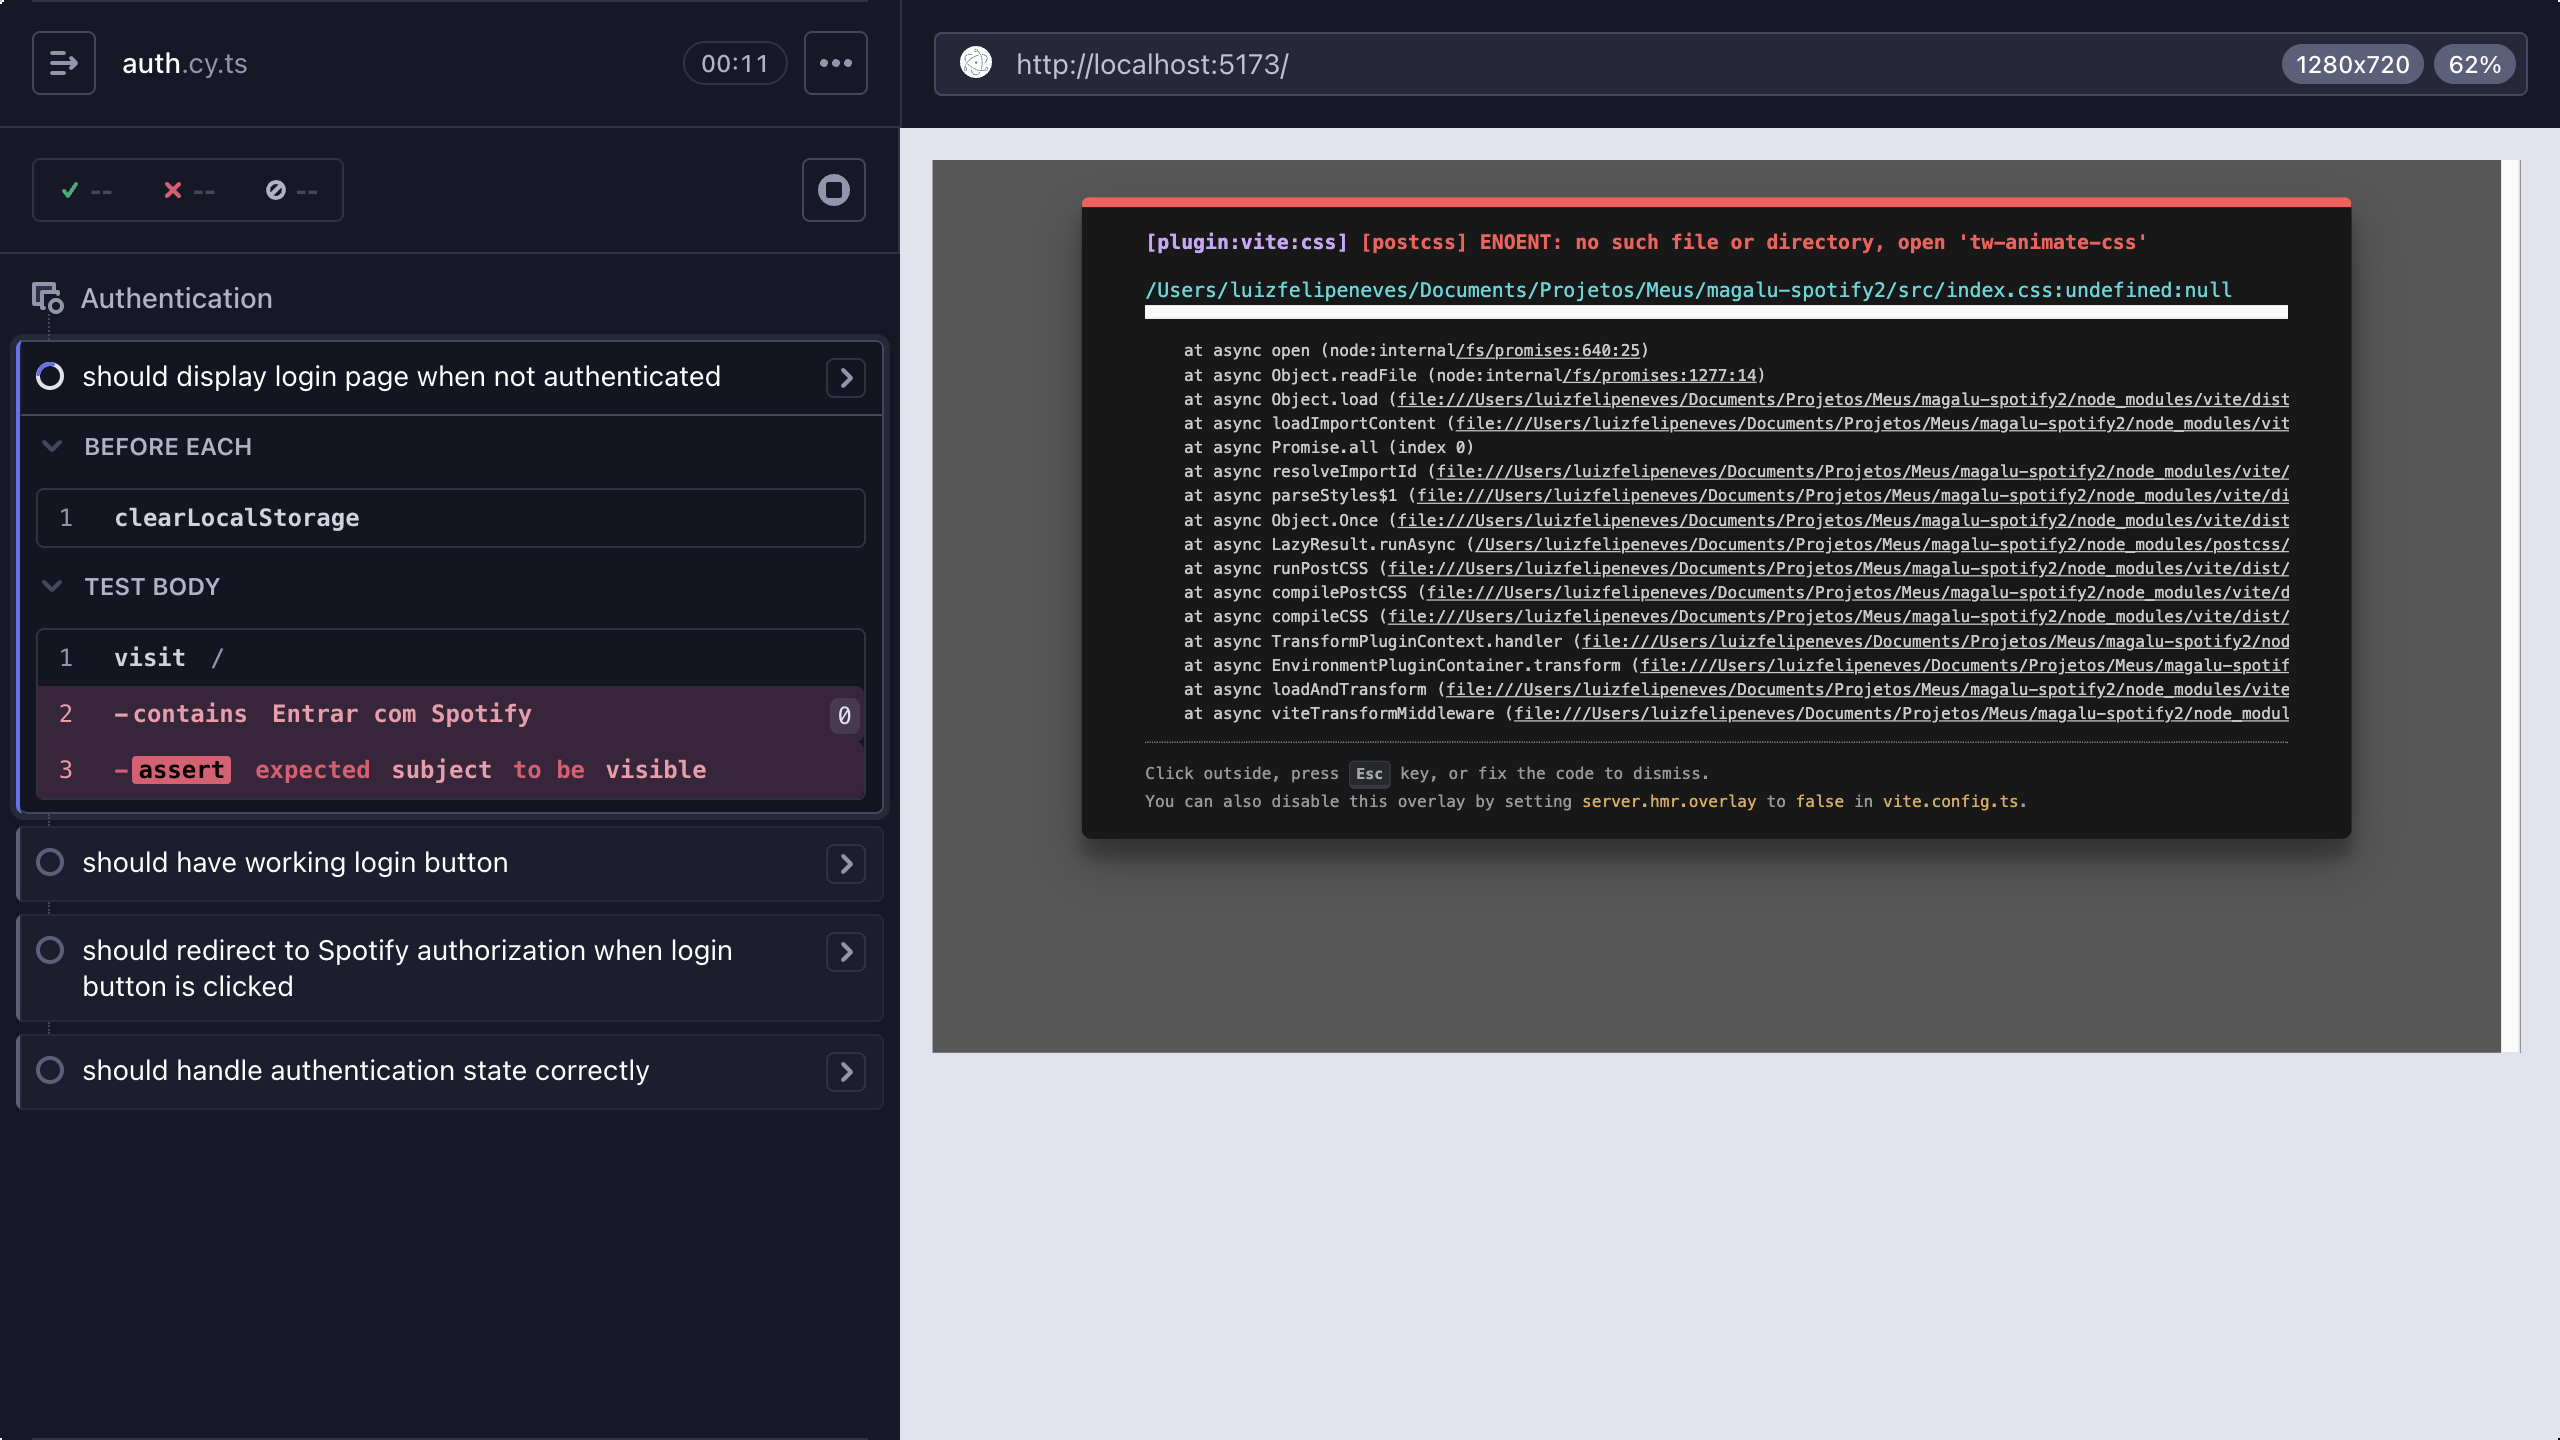 auth.cy.ts
00:11
http://localhost:5173/
1280x720
62%
--
--
--
Authentication
should display login page when not authenticated
BEFORE EACH
1 clearLocalStorage
TEST BODY
1 visit /
2 -contains Entrar com Spotify 0
3 -assert expected subject to be visible
should have working login button
should redirect to Spotify authorization when login
button is clicked
should handle authentication state correctly
[plugin:vite:css] [postcss] ENOENT: no such file or directory, open 'tw-animate-css'
/Users/luizfelipeneves/Documents/Projetos/Meus/magalu-spotify2/src/index.css:undefined:null
at async open (node:internal/fs/promises:640:25)
at async Object.readFile (node:internal/fs/promises:1277:14)
at async Object.load (file:///Users/luizfelipeneves/Documents/Projetos/Meus/magalu-spotify2/node_modules/vite/dist
at async loadImportContent (file:///Users/luizfelipeneves/Documents/Projetos/Meus/magalu-spotify2/node_modules/vit
at async Promise.all (index 0)
at async resolveImportId (file:///Users/luizfelipeneves/Documents/Projetos/Meus/magalu-spotify2/node_modules/vite/
at async parseStyles$1 (file:///Users/luizfelipeneves/Documents/Projetos/Meus/magalu-spotify2/node_modules/vite/di
at async Object.Once (file:///Users/luizfelipeneves/Documents/Projetos/Meus/magalu-spotify2/node_modules/vite/dist
at async LazyResult.runAsync (/Users/luizfelipeneves/Documents/Projetos/Meus/magalu-spotify2/node_modules/postcss/
at async runPostCSS (file:///Users/luizfelipeneves/Documents/Projetos/Meus/magalu-spotify2/node_modules/vite/dist/
at async compilePostCSS (file:///Users/luizfelipeneves/Documents/Projetos/Meus/magalu-spotify2/node_modules/vite/d
at async compileCSS (file:///Users/luizfelipeneves/Documents/Projetos/Meus/magalu-spotify2/node_modules/vite/dist/
at async TransformPluginContext.handler (file:///Users/luizfelipeneves/Documents/Projetos/Meus/magalu-spotify2/nod
at async EnvironmentPluginContainer.transform (file:///Users/luizfelipeneves/Documents/Projetos/Meus/magalu-spotif
at async loadAndTransform (file:///Users/luizfelipeneves/Documents/Projetos/Meus/magalu-spotify2/node_modules/vite
at async viteTransformMiddleware (file:///Users/luizfelipeneves/Documents/Projetos/Meus/magalu-spotify2/node_modul
Click outside, press Esc key, or fix the code to dismiss.
You can also disable this overlay by setting server.hmr.overlay to false in vite.config.ts.